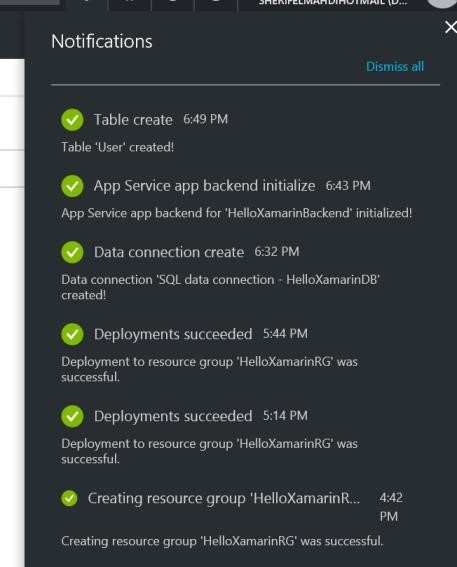 SHERIFELMAHDIHOTMAIL (D...
Notifications
Dismiss all
Table create 6:49 PM
Table 'User' created!
App Service app backend initialize 6:43 PM
App Service app backend for 'HelloXamarinBackend' initialized!
Data connection create 6:32 PM
Data connection 'SQL data connection - HelloXamarinDB'
created!
Deployments succeeded 5:44 PM
Deployment to resource group 'HelloXamarinRG' was
successful.
Deployments succeeded 5:14 PM
Deployment to resource group 'HelloXamarinRG' was
successful.
Creating resource group 'HelloXamarinR... 4:42
PM
Creating resource group 'HelloXamarinRG' was successful.